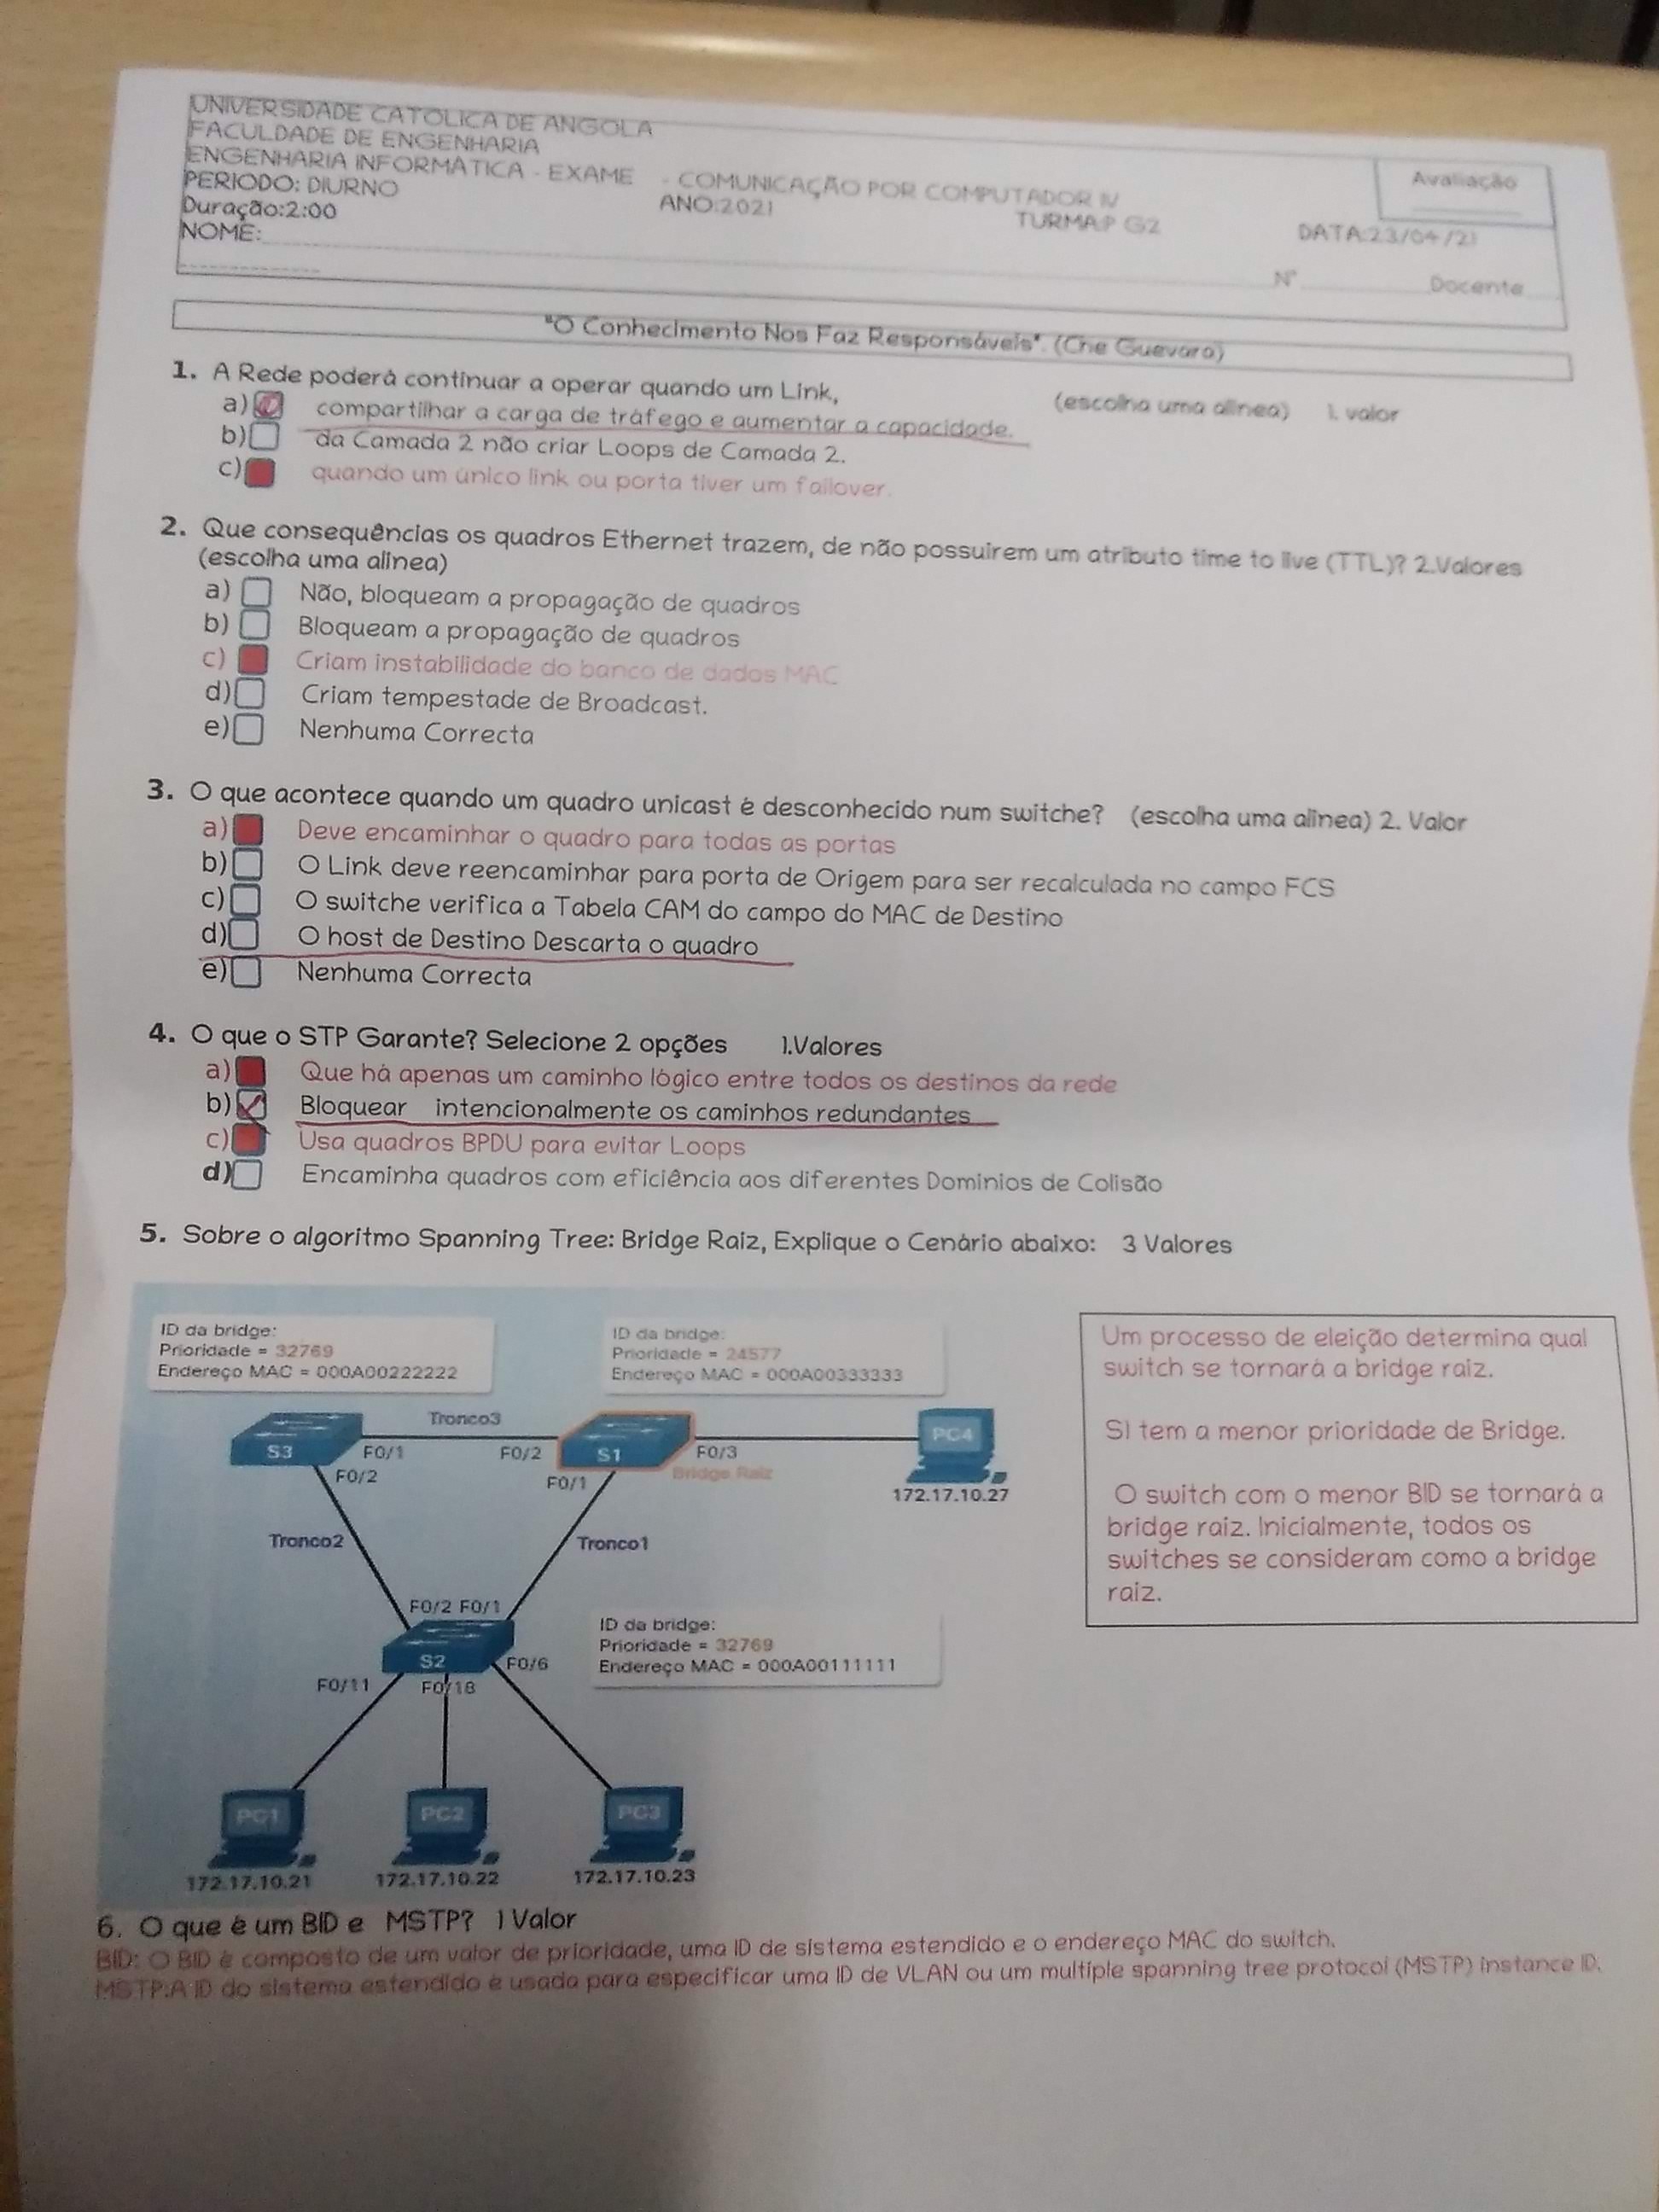 UNIVERSIDADE CATOLICA DE ANGOLA
FACULDADE DE ENGENHARIA
ENGENHARIA INFORMÁTICA - EXAME - COMUNICAÇÃO POR COMPUTADOR IV
Avaliação
PERIODO: DIURNO ANO:2021 TURMA:P G2 DATA:23/04/21
Duração:2:00
NOME: N° Docente
"O Conhecimento Nos Faz Responsáveis". (Che Guevara)
1. A Rede poderá continuar a operar quando um Link, (escolha uma alinea) 1. valor
a) compartilhar a carga de tráfego e aumentar a capacidade.
b) da Camada 2 não criar Loops de Camada 2.
c) quando um único link ou porta tiver um failover.
2. Que consequências os quadros Ethernet trazem, de não possuirem um atributo time to live (TTL)? 2.Valores
(escolha uma alinea)
a) Não, bloqueam a propagação de quadros
b) Bloqueam a propagação de quadros
c) Criam instabilidade do banco de dados MAC
d) Criam tempestade de Broadcast.
e) Nenhuma Correcta
3. O que acontece quando um quadro unicast é desconhecido num switche? (escolha uma alinea) 2. Valor
a) Deve encaminhar o quadro para todas as portas
b) O Link deve reencaminhar para porta de Origem para ser recalculada no campo FCS
c) O switche verifica a Tabela CAM do campo do MAC de Destino
d) O host de Destino Descarta o quadro
e) Nenhuma Correcta
4. O que o STP Garante? Selecione 2 opções 1.Valores
a) Que há apenas um caminho lógico entre todos os destinos da rede
b) Bloquear intencionalmente os caminhos redundantes
c) Usa quadros BPDU para evitar Loops
d) Encaminha quadros com eficiência aos diferentes Dominios de Colisão
5. Sobre o algoritmo Spanning Tree: Bridge Raiz, Explique o Cenário abaixo: 3 Valores
ID da bridge:
Prioridade = 32769
Endereço MAC = 000A00222222
ID da bridge:
Prioridade = 24577
Endereço MAC = 000A00333333
Tronco3
S3 F0/1 F0/2 S1 F0/3 PC4
F0/2 F0/1 Bridge Raiz
172.17.10.27
Tronco2 Tronco1
F0/2 F0/1
ID da bridge:
Prioridade = 32769
Endereço MAC = 000A00111111
S2 F0/6
F0/11 F0/18
PC1 PC2 PC3
172.17.10.21 172.17.10.22 172.17.10.23
Um processo de eleição determina qual
switch se tornará a bridge raiz.
S1 tem a menor prioridade de Bridge.
O switch com o menor BID se tornará a
bridge raiz. Inicialmente, todos os
switches se consideram como a bridge
raiz.
6. O que é um BID e MSTP? 1 Valor
BID: O BID é composto de um valor de prioridade, uma ID de sistema estendido e o endereço MAC do switch.
MSTP:A ID do sistema estendido é usada para especificar uma ID de VLAN ou um multiple spanning tree protocol (MSTP) instance ID.